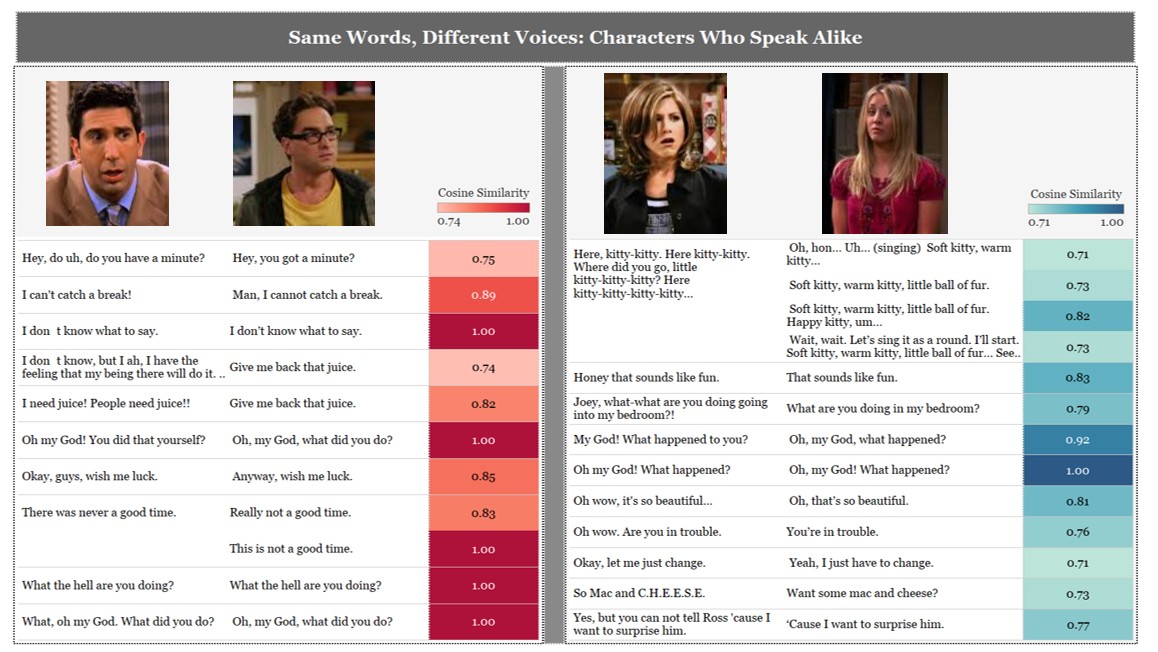 Same Words, Different Voices: Characters Who Speak Alike
Cosine Similarity
0.74 1.00
Hey, do uh, do you have a minute? Hey, you got a minute? 0.75
I can't catch a break! Man, I cannot catch a break. 0.89
I don t know what to say. I don't know what to say. 1.00
I don t know, but I ah, I have the
feeling that my being there will do it. .. Give me back that juice. 0.74
I need juice! People need juice!! Give me back that juice. 0.82
Oh my God! You did that yourself? Oh, my God, what did you do? 1.00
Okay, guys, wish me luck. Anyway, wish me luck. 0.85
There was never a good time. Really not a good time. 0.83
This is not a good time. 1.00
What the hell are you doing? What the hell are you doing? 1.00
What, oh my God. What did you do? Oh, my God, what did you do? 1.00
Cosine Similarity
0.71 1.00
Here, kitty-kitty. Here kitty-kitty.
Where did you go, little
kitty-kitty-kitty? Here
kitty-kitty-kitty-kitty...
Oh, hon... Uh... (singing) Soft kitty, warm
kitty... 0.71
Soft kitty, warm kitty, little ball of fur. 0.73
Soft kitty, warm kitty, little ball of fur.
Happy kitty, um... 0.82
Wait, wait. Let's sing it as a round. I'll start.
Soft kitty, warm kitty, little ball of fur... See.. 0.73
Honey that sounds like fun. That sounds like fun. 0.83
Joey, what-what are you doing going
into my bedroom?! What are you doing in my bedroom? 0.79
My God! What happened to you? Oh, my God, what happened? 0.92
Oh my God! What happened? Oh, my God! What happened? 1.00
Oh wow, it's so beautiful... Oh, that's so beautiful. 0.81
Oh wow. Are you in trouble. You're in trouble. 0.76
Okay, let me just change. Yeah, I just have to change. 0.71
So Mac and C.H.E.E.S.E. Want some mac and cheese? 0.73
Yes, but you can not tell Ross 'cause I
want to surprise him. 'Cause I want to surprise him. 0.77